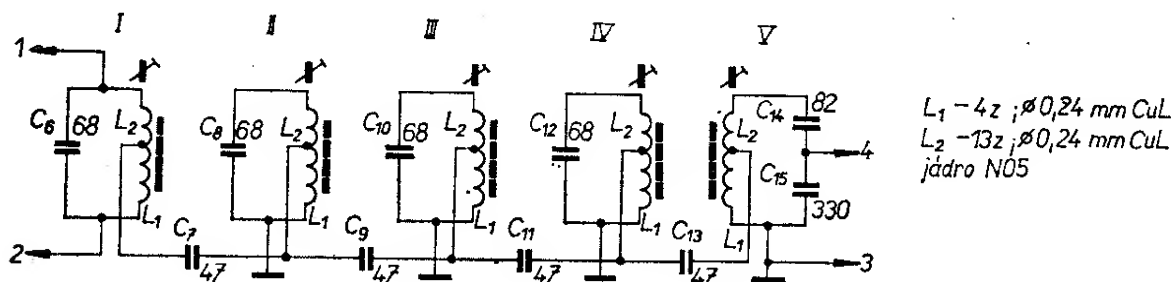 I II III IV V
1
C6 68 L2 L1
C8 68 L2 L1
C10 68 L2 L1
C12 68 L2 L1
C14 82
L2
4
C15
330
L1
2
C7 47
C9 47
C11 47
C13 47
3
L1 – 4z ; ø 0,24 mm CuL
L2 – 13z ; ø 0,24 mm CuL
jádro N05